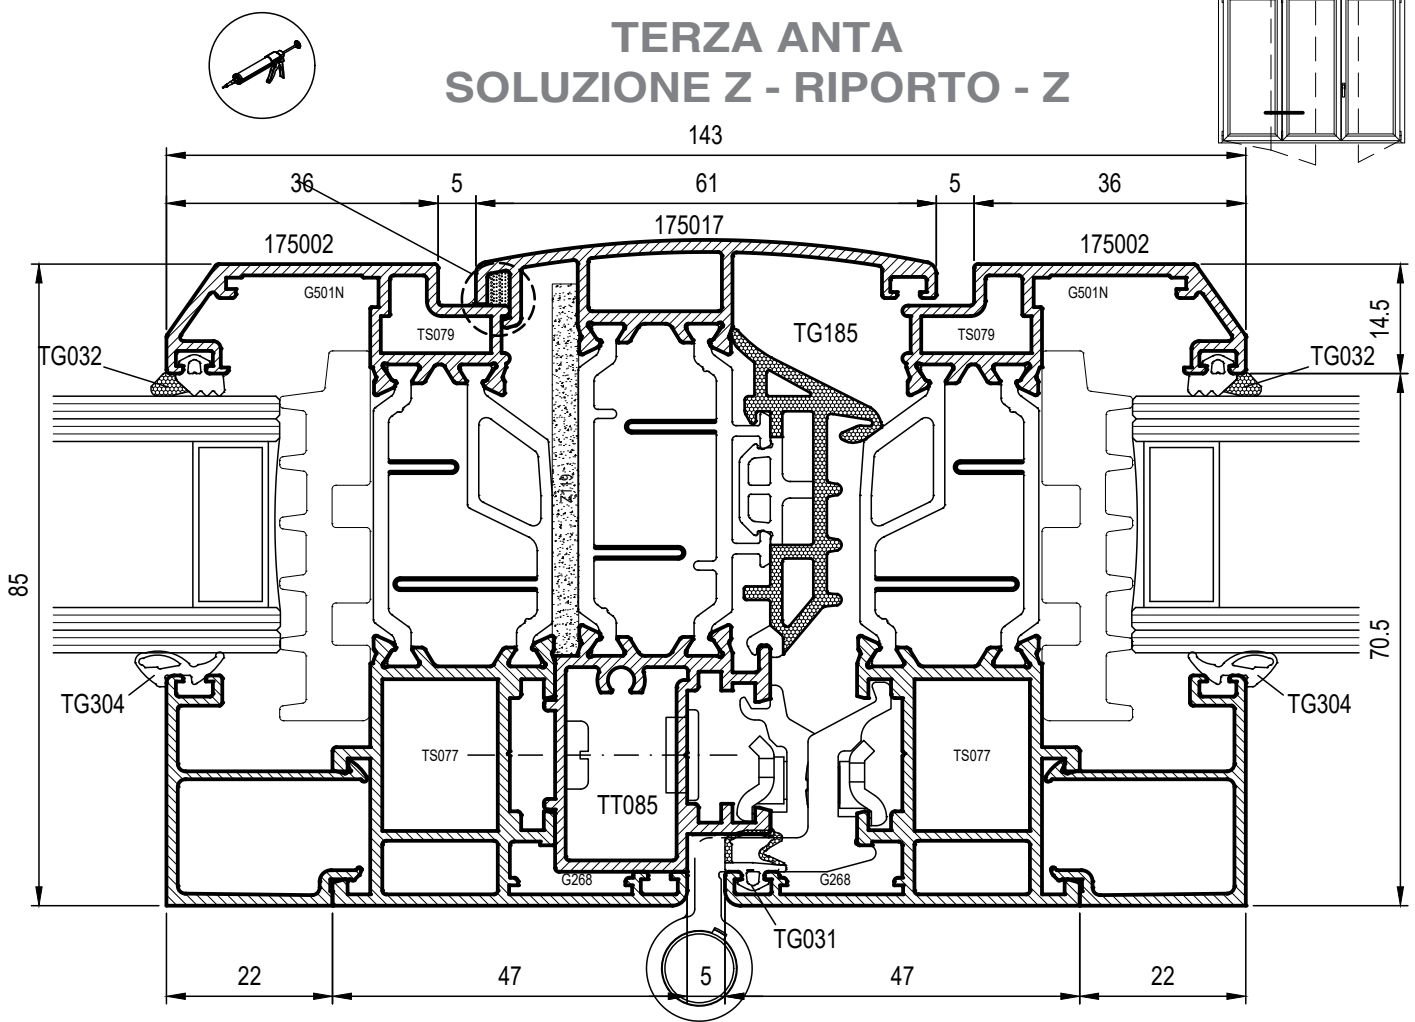 TERZA ANTA
SOLUZIONE Z - RIPORTO - Z
143
36 5 61 5 36
175002 175017 175002
G501N G501N
TS079 TG185 TS079
14.5
TG032 TG032
Z119
85
70.5
TG304 TG304
TS077 TS077
TT085
G268 G268
TG031
22 47 5 47 22